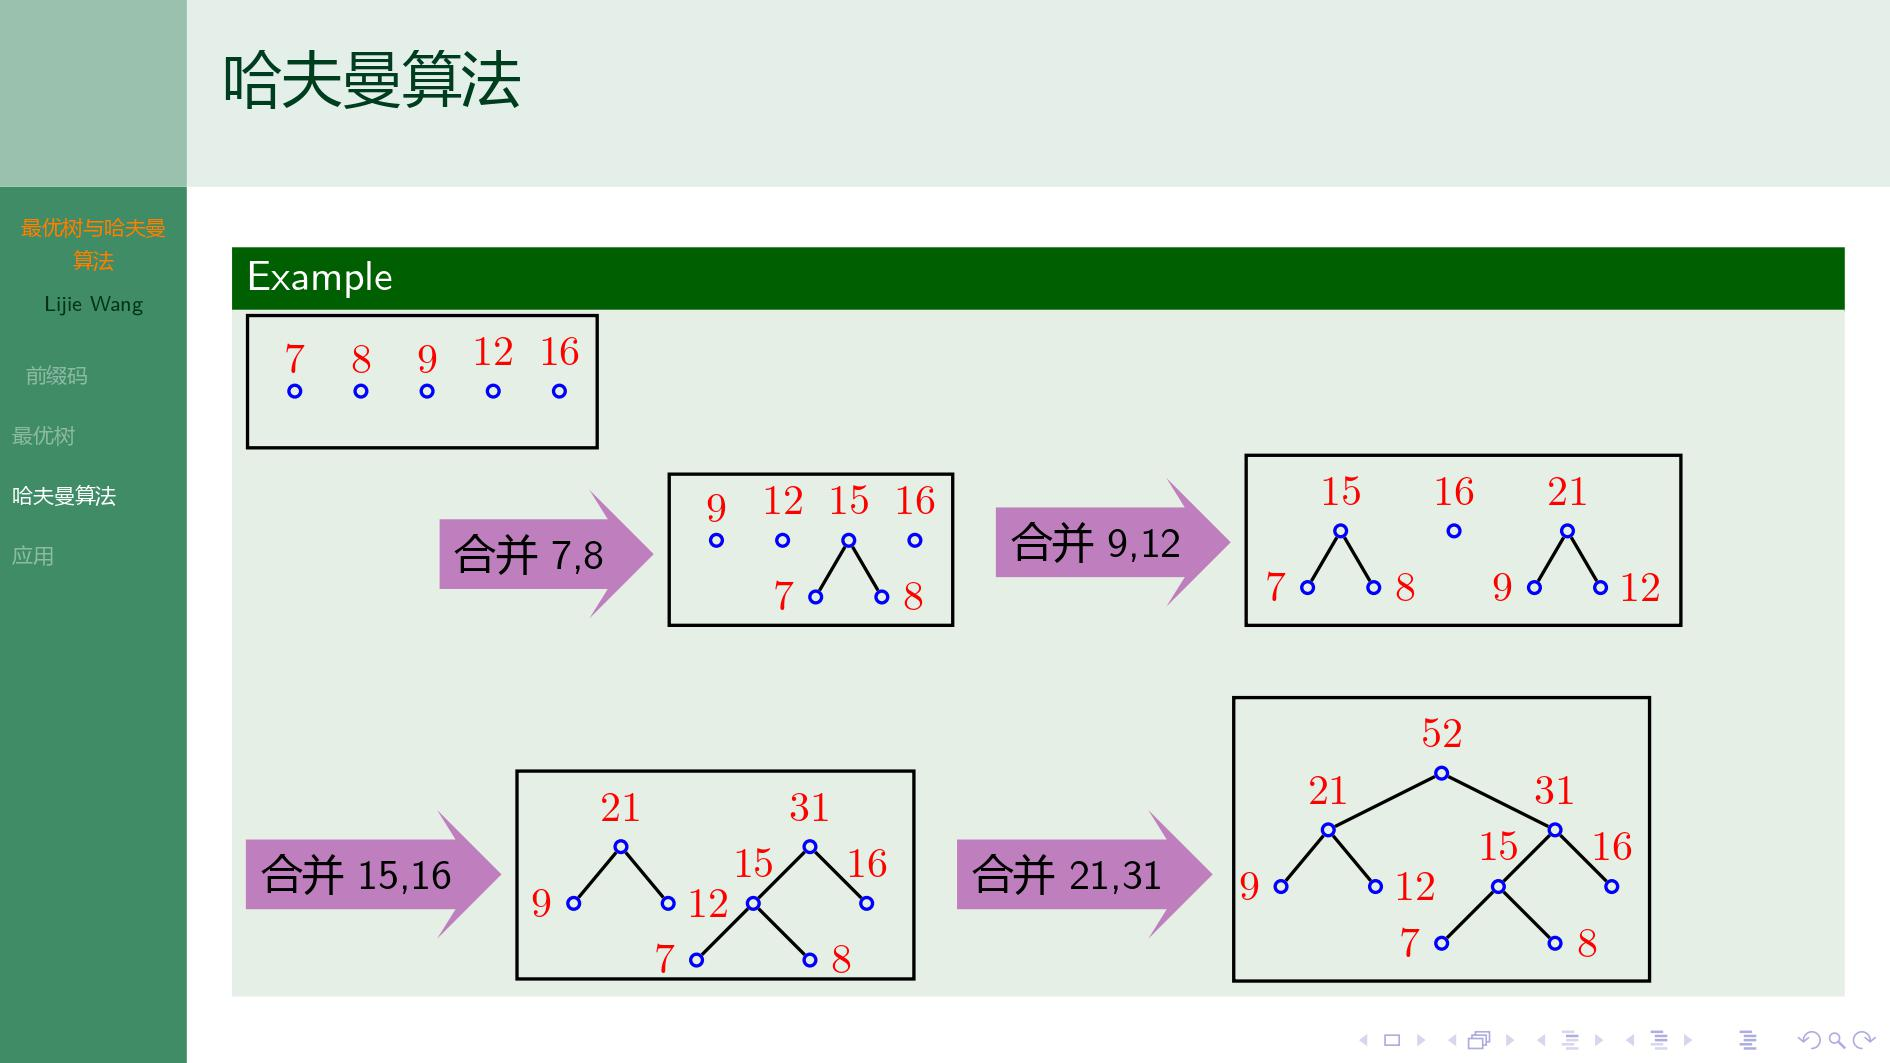 哈夫曼算法
最优树与哈夫曼
算法
Lijie Wang
前缀码
最优树
哈夫曼算法
应用
Example
7 8 9 12 16
合并 7,8
9 12 15 16
7 8
合并 9,12
15 16 21
7 8 9 12
合并 15,16
21 31
15 16
9 12
7 8
合并 21,31
52
21 31
15 16
9 12
7 8